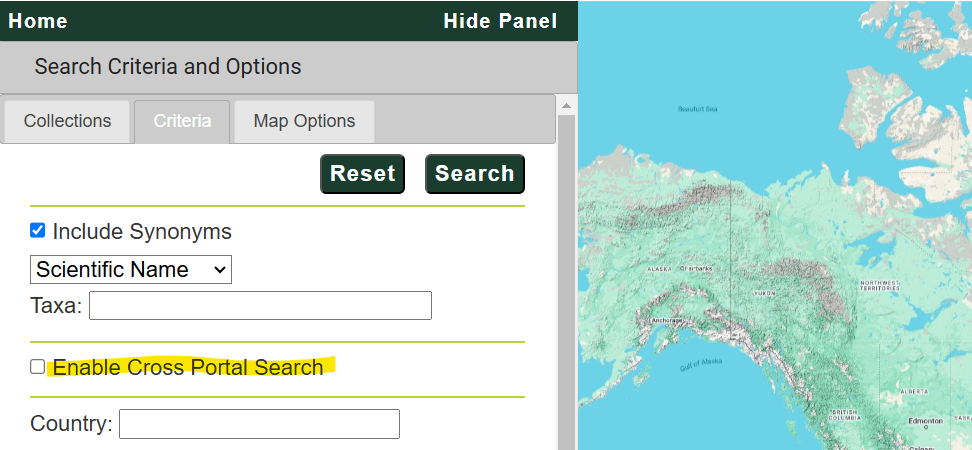 Home Hide Panel
Search Criteria and Options
Collections Criteria Map Options
Reset Search
Include Synonyms
Scientific Name
Taxa:
Enable Cross Portal Search
Country:
Beaufort Sea
ALASKA Fairbanks
YUKON
NORTHWEST
TERRITORIES
Anchorage
Gulf of Alaska
ALBERTA
BRITISH
COLUMBIA
Edmonton
Calgary